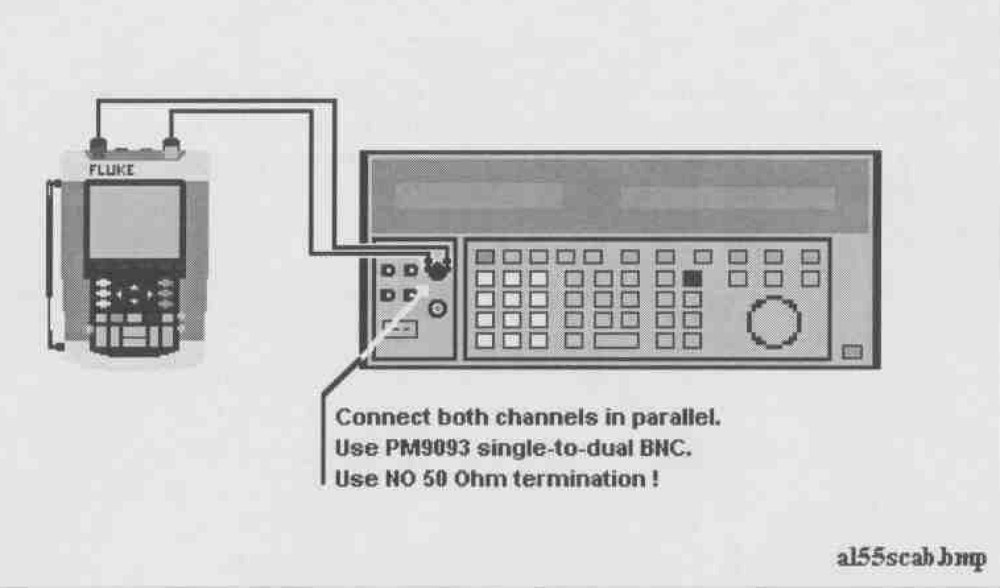 FLUKE
Connect both channels in parallel.
Use PM9093 single-to-dual BNC.
Use NO 50 Ohm termination !
al55scab.bmp